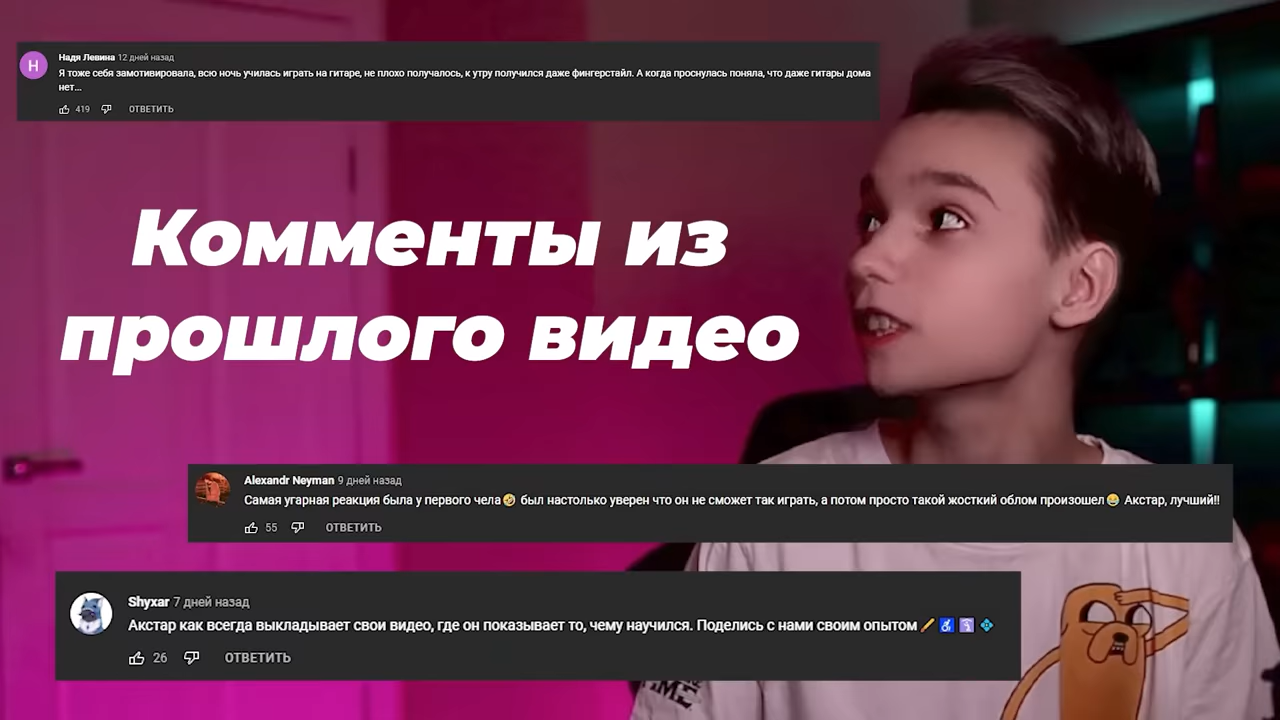 Н
Надя Левина 12 дней назад
Я тоже себя замотивировала, всю ночь училась играть на гитаре, не плохо получалось, к утру получился даже фингерстайл. А когда проснулась поняла, что даже гитары дома
нет...
419 ОТВЕТИТЬ
Комменты из
прошлого видео
Alexandr Neyman 9 дней назад
Самая угарная реакция была у первого чела🤣 был настолько уверен что он не сможет так играть, а потом просто такой жосткий облом произошел😂 Акстар, лучший!!
55 ОТВЕТИТЬ
Shyxar 7 дней назад
Акстар как всегда выкладывает свои видео, где он показывает то, чему научился. Поделись с нами своим опытом
26 ОТВЕТИТЬ